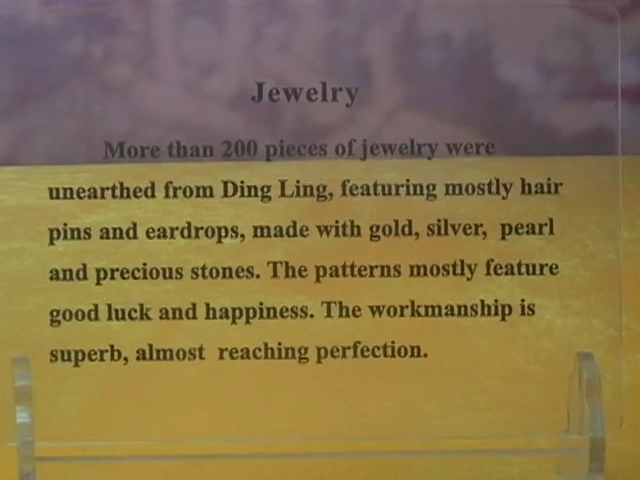 Jewelry
More than 200 pieces of jewelry were
unearthed from Ding Ling, featuring mostly hair
pins and eardrops, made with gold, silver, pearl
and precious stones. The patterns mostly feature
good luck and happiness. The workmanship is
superb, almost reaching perfection.